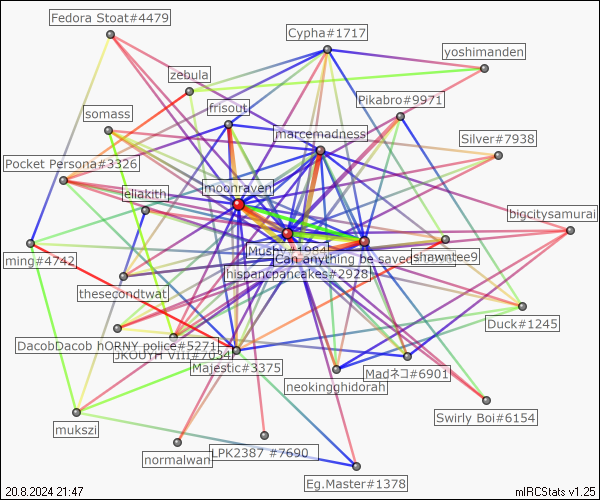 Fedora Stoat#4479
Cypha#1717
yoshimanden
zebula
Pikabro#9971
frisout
somass
marcemadness
Silver#7938
Pocket Persona#3326
moonraven
eliakith
bigcitysamurai
Musby#1984
ming#4742
Can anything be saved
shawntee9
hispancpancakes#2928
thesecondtwat
Duck#1245
DacobDacob hORNY police#5271
JKOUYH VIII#7034
Majestic#3375
Madネコ#6901
neokingghidorah
Swirly Boi#6154
mukszi
LPK2387 #7690
normalwan
Eg.Master#1378
20.8.2024 21:47
mIRCStats v1.25